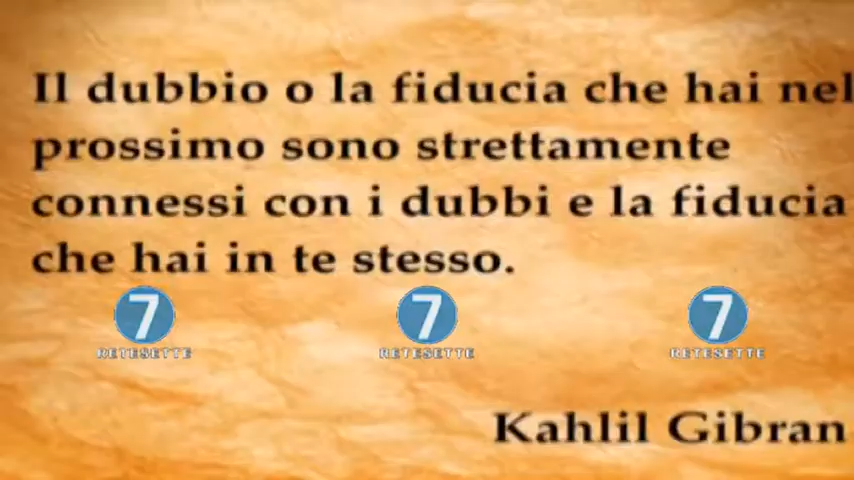 Il dubbio o la fiducia che hai nel
prossimo sono strettamente
connessi con i dubbi e la fiducia
che hai in te stesso.
7 7 7
RETESETTE RETESETTE RETESETTE
Kahlil Gibran